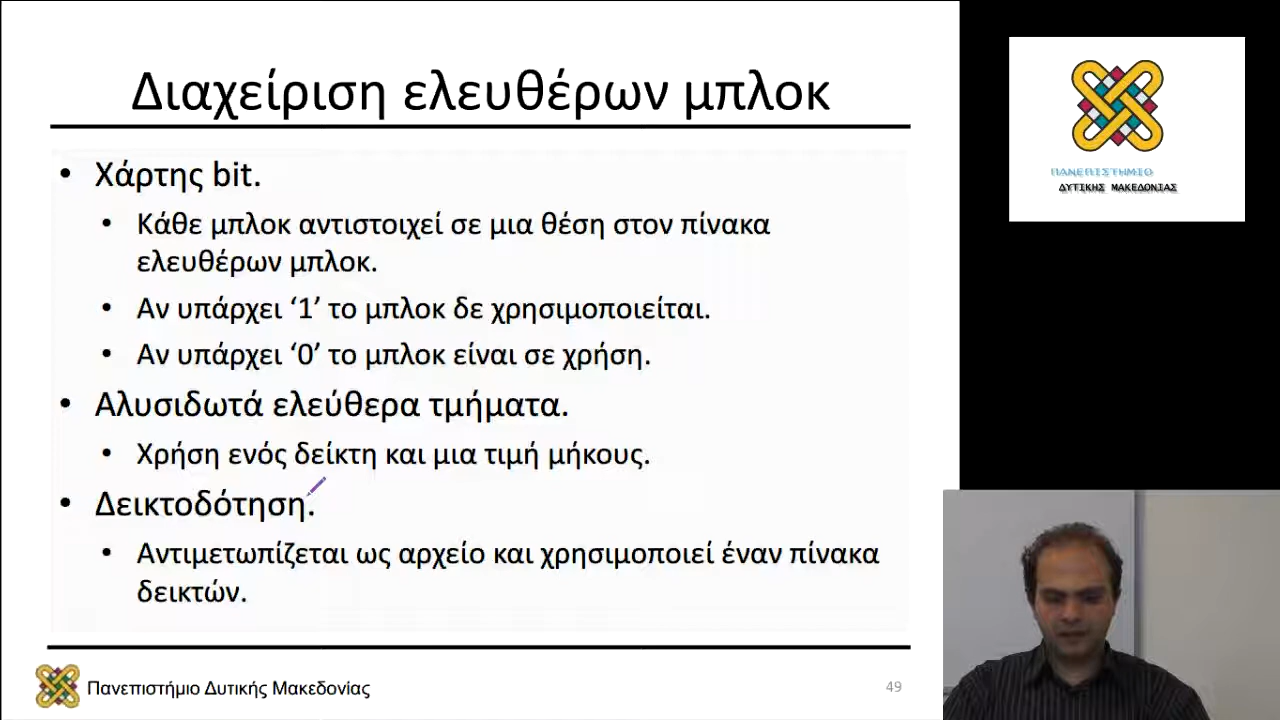 Διαχείριση ελευθέρων μπλοκ
• Χάρτης bit.
• Κάθε μπλοκ αντιστοιχεί σε μια θέση στον πίνακα
ελευθέρων μπλοκ.
• Αν υπάρχει ‘1’ το μπλοκ δε χρησιμοποιείται.
• Αν υπάρχει ‘0’ το μπλοκ είναι σε χρήση.
• Αλυσιδωτά ελεύθερα τμήματα.
• Χρήση ενός δείκτη και μια τιμή μήκους.
• Δεικτοδότηση.
• Αντιμετωπίζεται ως αρχείο και χρησιμοποιεί έναν πίνακα
δεικτών.
Πανεπιστήμιο Δυτικής Μακεδονίας
49
ΠΑΝΕΠΙΣΤΗΜΙΟ
ΔΥΤΙΚΗΣ ΜΑΚΕΔΟΝΙΑΣ